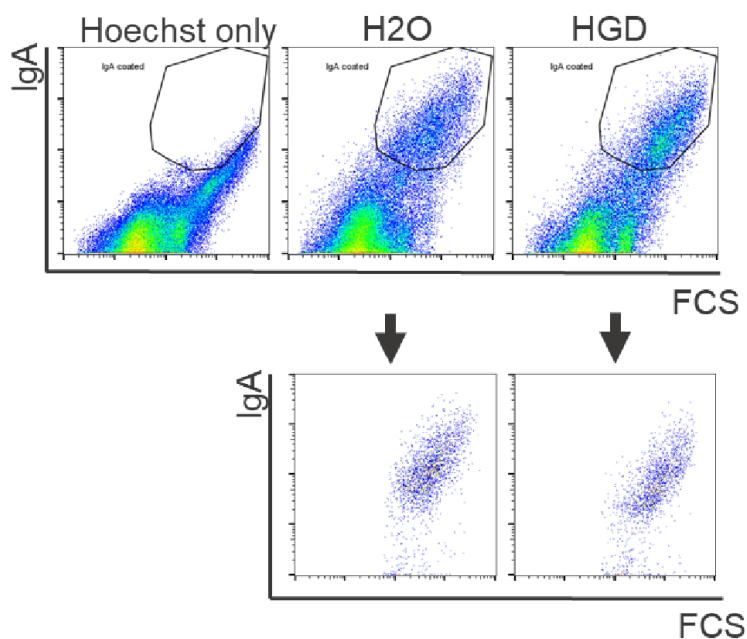 Hoechst only
H2O
HGD
IgA
IgA coated
IgA coated
IgA coated
FCS
IgA
FCS